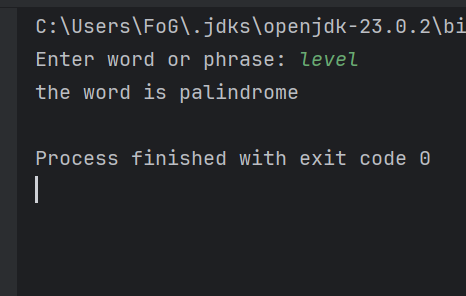 C:\Users\FoG\.jdks\openjdk-23.0.2\bi
Enter word or phrase: level
the word is palindrome
Process finished with exit code 0